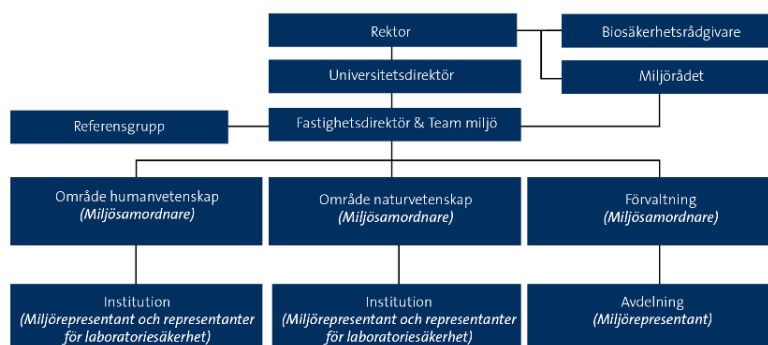 Rektor
Biosäkerhetsrådgivare
Universitetsdirektör
Miljörådet
Referensgrupp
Fastighetsdirektör & Team miljö
Område humanvetenskap
(Miljösamordnare)
Område naturvetenskap
(Miljösamordnare)
Förvaltning
(Miljösamordnare)
Institution
(Miljörepresentant och representanter
för laboratoriesäkerhet)
Institution
(Miljörepresentant och representanter
för laboratoriesäkerhet)
Avdelning
(Miljörepresentant)